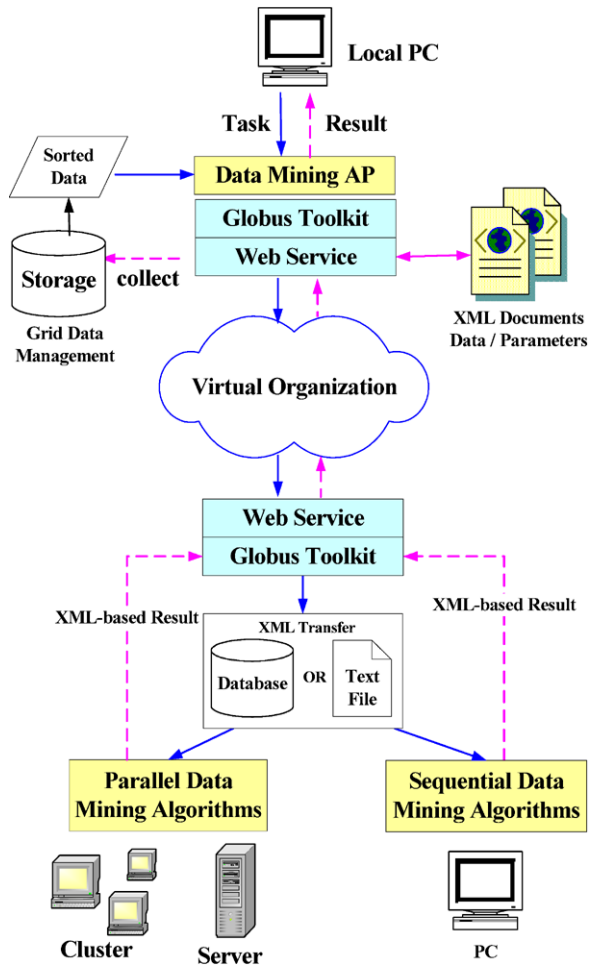 Local PC
Task
Result
Sorted
Data
Data Mining AP
Globus Toolkit
Web Service
Storage
collect
Grid Data
Management
XML Documents
Data / Parameters
Virtual Organization
Web Service
Globus Toolkit
XML-based Result
XML-based Result
XML Transfer
Database
OR
Text
File
Parallel Data
Mining Algorithms
Sequential Data
Mining Algorithms
Cluster
Server
PC